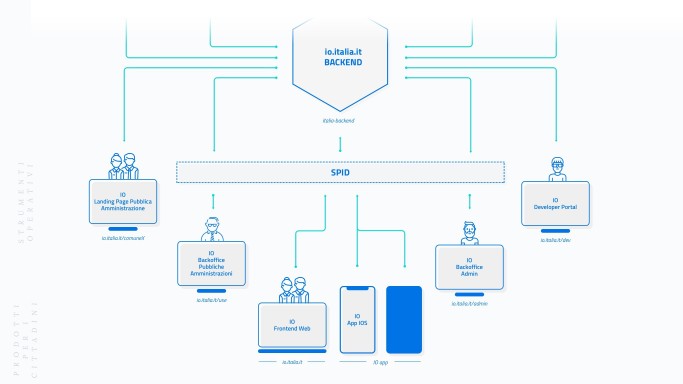 io.italia.it
BACKEND
italia-backend
SPID
STRUMENTI
OPERATIVI
IO
Landing Page Pubblica
Amministrazione
io.italia.it/comuneit
IO
Developer Portal
io.italia.it/dev
IO
Backoffice
Pubbliche
Amministrazioni
io.italia.it/use
IO
Backoffice
Admin
io.italia.it/admin
IO
Frontend Web
io.italia.it
IO
App IOS
IO app
PRODOTTI
PER I
CITTADINI